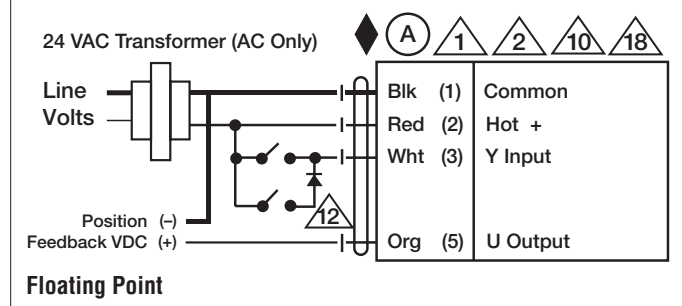 24 VAC Transformer (AC Only)
A 1 2 10 18
Line
Volts
Blk (1) Common
Red (2) Hot +
Wht (3) Y Input
12
Position (–)
Feedback VDC (+)
Org (5) U Output
Floating Point